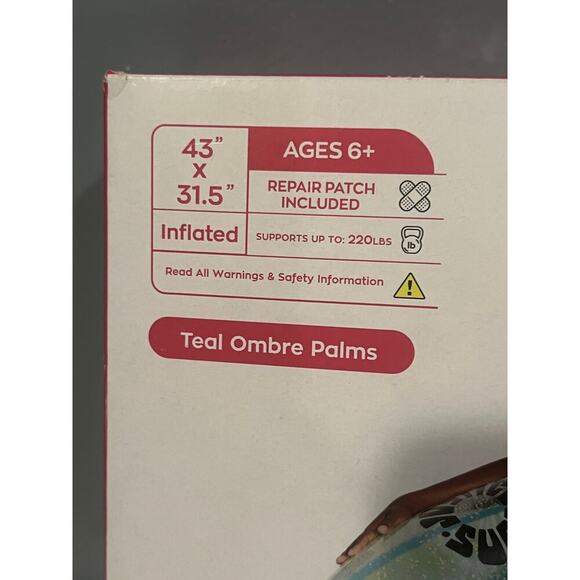 43"
x
31.5"
Inflated
AGES 6+
REPAIR PATCH
INCLUDED
SUPPORTS UP TO: 220LBS
lb
Read All Warnings & Safety Information
!
Teal Ombre Palms